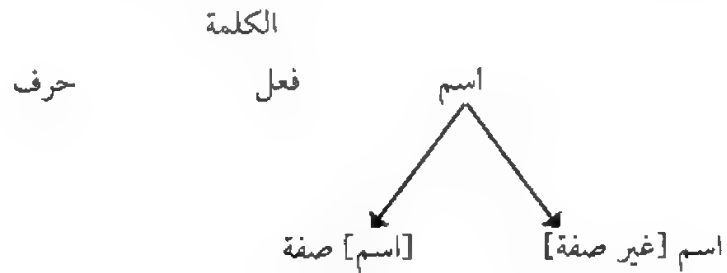 الكلمة
اسم فعل حرف
اسم [غير صفة] [اسم] صفة